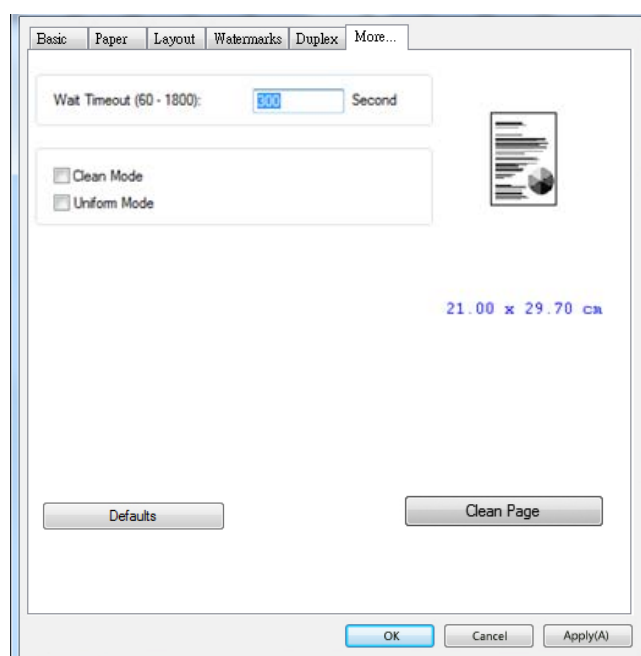 Basic Paper Layout Watermarks Duplex More...
Wait Timeout (60 - 1800): 300 Second
Clean Mode
Uniform Mode
21.00 x 29.70 cm
Defaults Clean Page
OK Cancel Apply(A)